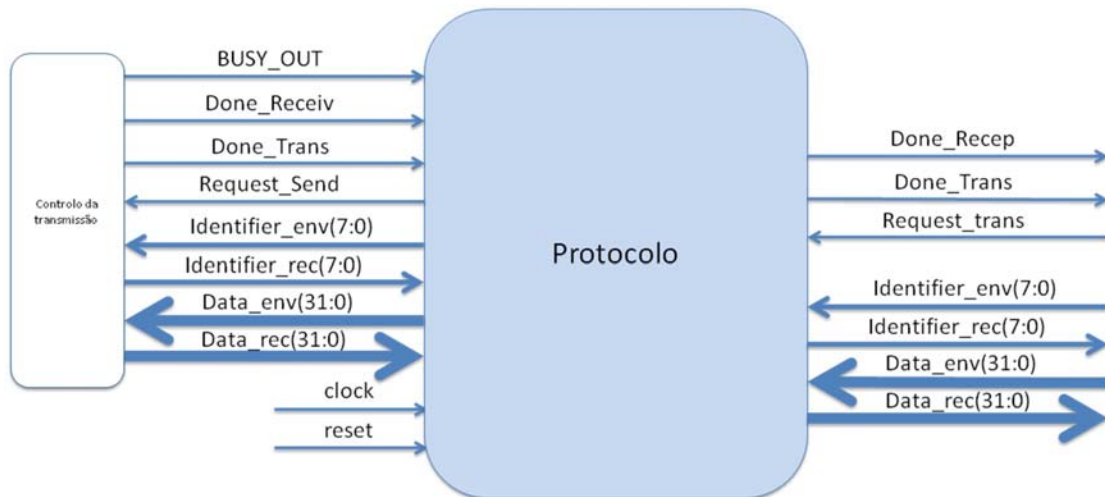 BUSY_OUT
Done_Receiv
Done_Trans
Request_Send
Identifier_env(7:0)
Identifier_rec(7:0)
Data_env(31:0)
Data_rec(31:0)
clock
reset
Controlo da
transmissão
Protocolo
Done_Recep
Done_Trans
Request_trans
Identifier_env(7:0)
Identifier_rec(7:0)
Data_env(31:0)
Data_rec(31:0)